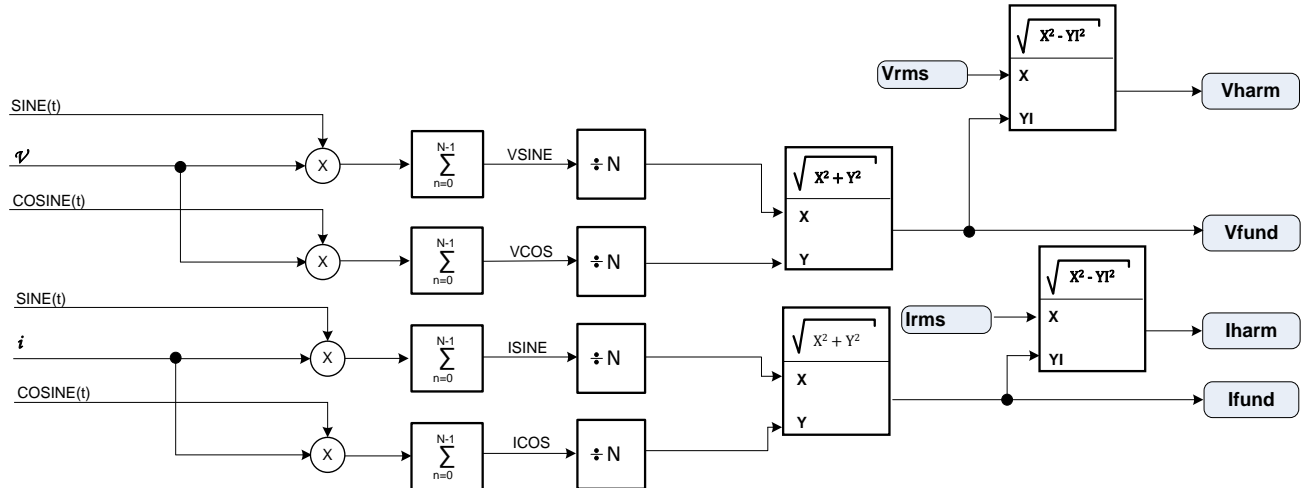 √X² - YI²
Vrms
X
YI
Vharm
SINE(t)
𝒱
X
N-1
∑
n=0
VSINE
÷ N
√X² + Y²
X
Y
COSINE(t)
X
N-1
∑
n=0
VCOS
÷ N
Vfund
√X² - YI²
Irms
X
YI
Iharm
SINE(t)
𝒾
X
N-1
∑
n=0
ISINE
÷ N
√X² + Y²
X
Y
COSINE(t)
X
N-1
∑
n=0
ICOS
÷ N
Ifund